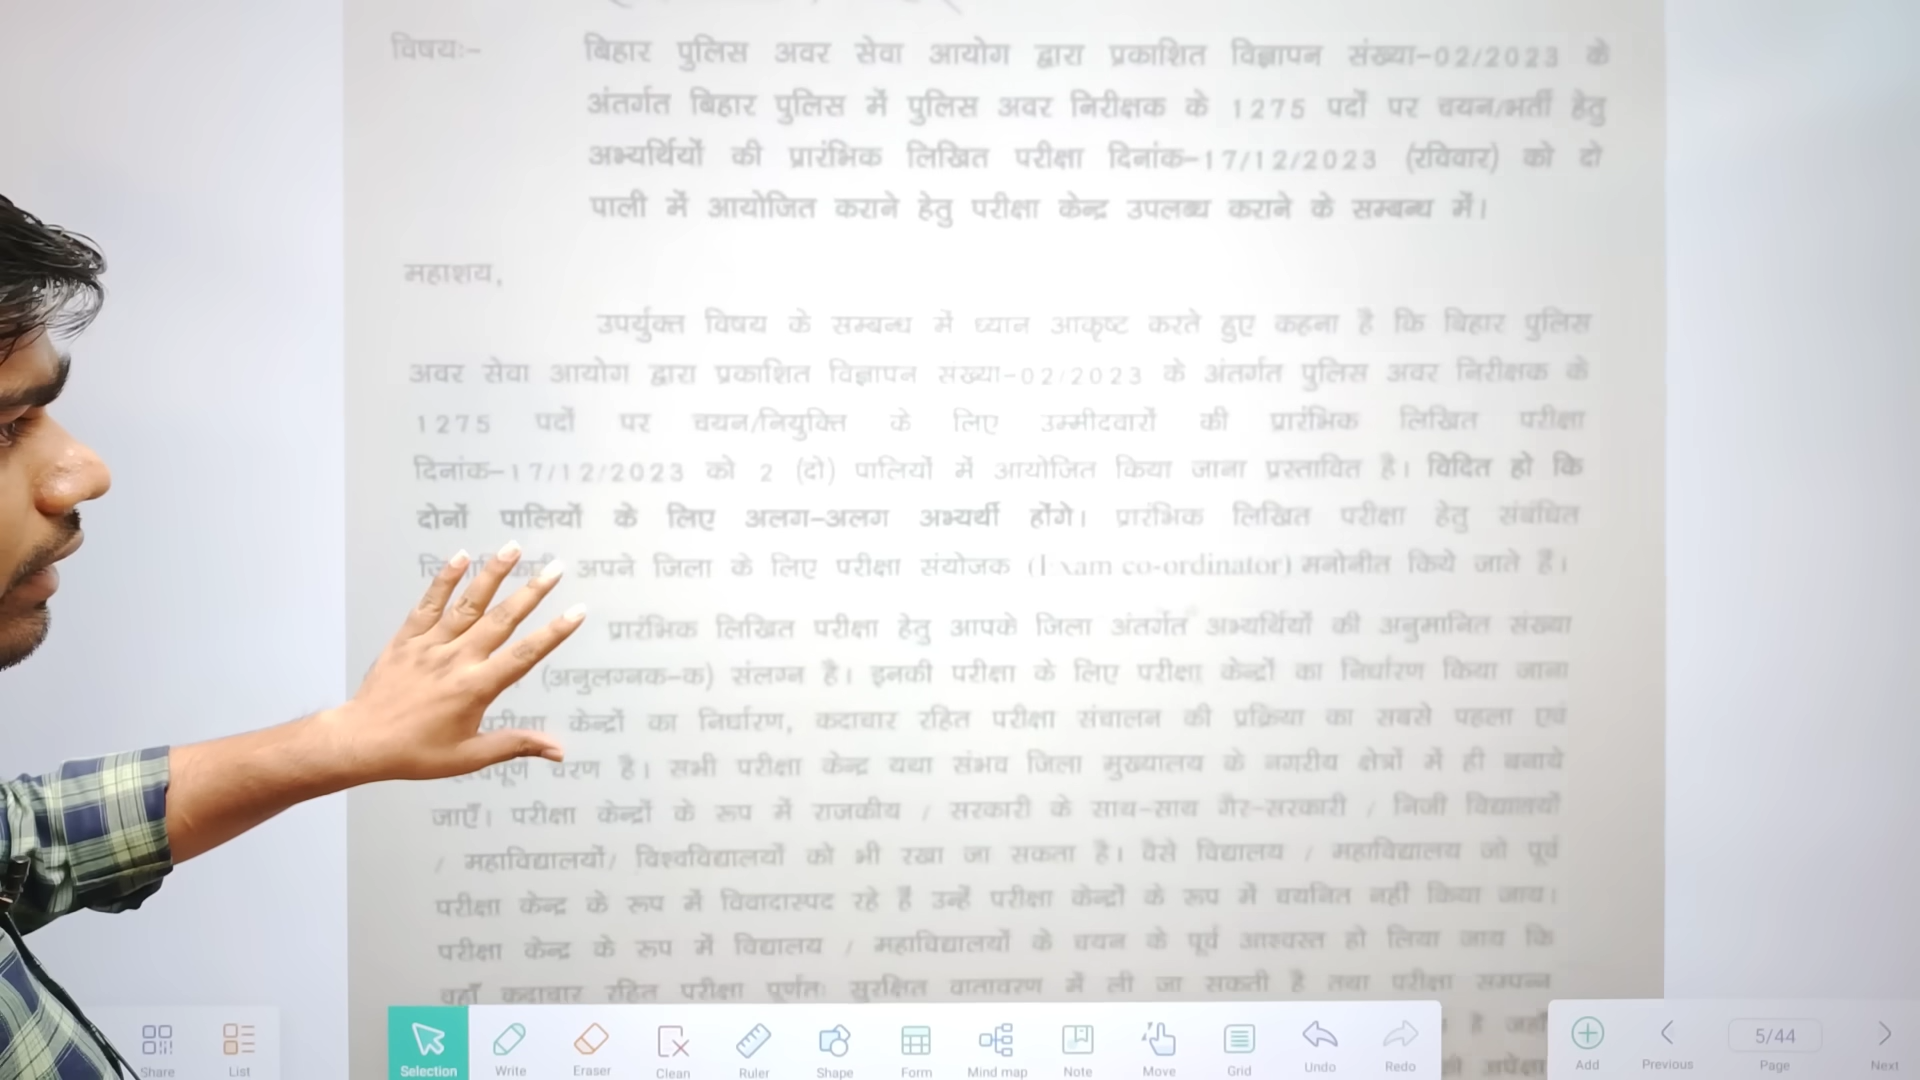 विषयः-
बिहार पुलिस अवर सेवा आयोग द्वारा प्रकाशित विज्ञापन संख्या-02/2023 के
अंतर्गत बिहार पुलिस में पुलिस अवर निरीक्षक के 1275 पदों पर चयन/भर्ती हेतु
अभ्यर्थियों की प्रारंभिक लिखित परीक्षा दिनांक-17/12/2023 (रविवार) को दो
पाली में आयोजित कराने हेतु परीक्षा केन्द्र उपलब्ध कराने के सम्बन्ध में।
महाशय,
उपर्युक्त विषय के सम्बन्ध में ध्यान आकृष्ट करते हुए कहना है कि बिहार पुलिस
अवर सेवा आयोग द्वारा प्रकाशित विज्ञापन संख्या-02/2023 के अंतर्गत पुलिस अवर निरीक्षक के
1275 पदों पर चयन/नियुक्ति के लिए उम्मीदवारों की प्रारंभिक लिखित परीक्षा
दिनांक-17/12/2023 को 2 (दो) पालियों में आयोजित किया जाना प्रस्तावित है। विदित हो कि
दोनों पालियों के लिए अलग-अलग अभ्यर्थी होंगे। प्रारंभिक लिखित परीक्षा हेतु संबंधित
अपने जिला के लिए परीक्षा संयोजक (Exam co-ordinator) मनोनीत किये जाते हैं।
प्रारंभिक लिखित परीक्षा हेतु आपके जिला अंतर्गत अभ्यर्थियों की अनुमानित संख्या
(अनुलग्नक-क) संलग्न है। इनकी परीक्षा के लिए परीक्षा केन्द्रों का निर्धारण किया जाना
परीक्षा केन्द्रों का निर्धारण, कदाचार रहित परीक्षा संचालन की प्रक्रिया का सबसे पहला एवं
चरण है। सभी परीक्षा केन्द्र यथा संभव जिला मुख्यालय के नगरीय क्षेत्रों में ही बनाये
जाएँ। परीक्षा केन्द्रों के रूप में राजकीय / सरकारी के साथ-साथ गैर-सरकारी / निजी विद्यालयों
/ महाविद्यालयों/ विश्वविद्यालयों को भी रखा जा सकता है। वैसे विद्यालय / महाविद्यालय जो पूर्व
परीक्षा केन्द्र के रूप में विवादास्पद रहे हैं उन्हें परीक्षा केन्द्रों के रूप में चयनित नहीं किया जाय।
परीक्षा केन्द्र के रूप में विद्यालय / महाविद्यालयों के चयन के पूर्व आश्वस्त हो लिया जाय कि
वहाँ कदाचार रहित परीक्षा पूर्णतः सुरक्षित वातावरण में ली जा सकती है तथा परीक्षा सम्पन्न
Share List Selection Write Eraser Clean Ruler Shape Form Mind map Note Move Grid Undo Redo Add Previous 5/44 Page Next